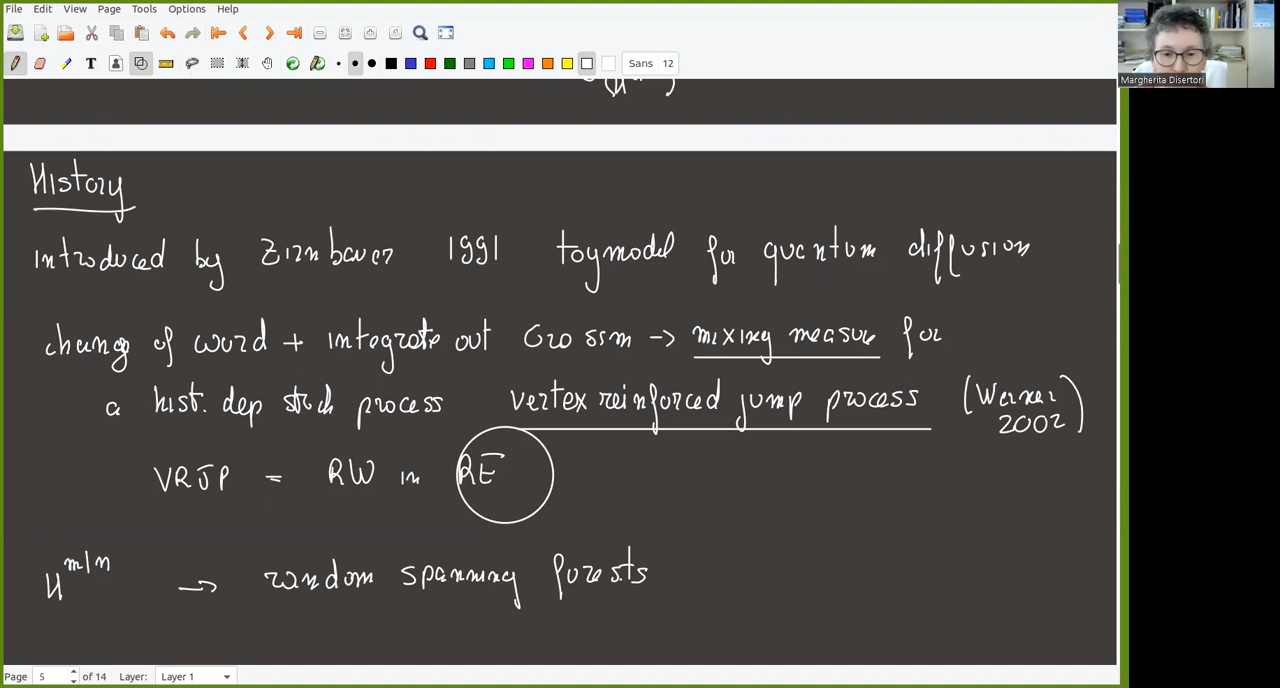 File Edit View Page Tools Options Help
Sans 12
Margherita Disertori
History
introduced by Zirnbauer 1991 toymodel for quantum diffusion
change of word + integrate out Grassm → mixing measure for
a hist. dep stoch process vertex reinforced jump process (Werner 2002)
VRJP = RW in RE
H^m|n → random spanning forests
Page 5 of 14 Layer: Layer 1